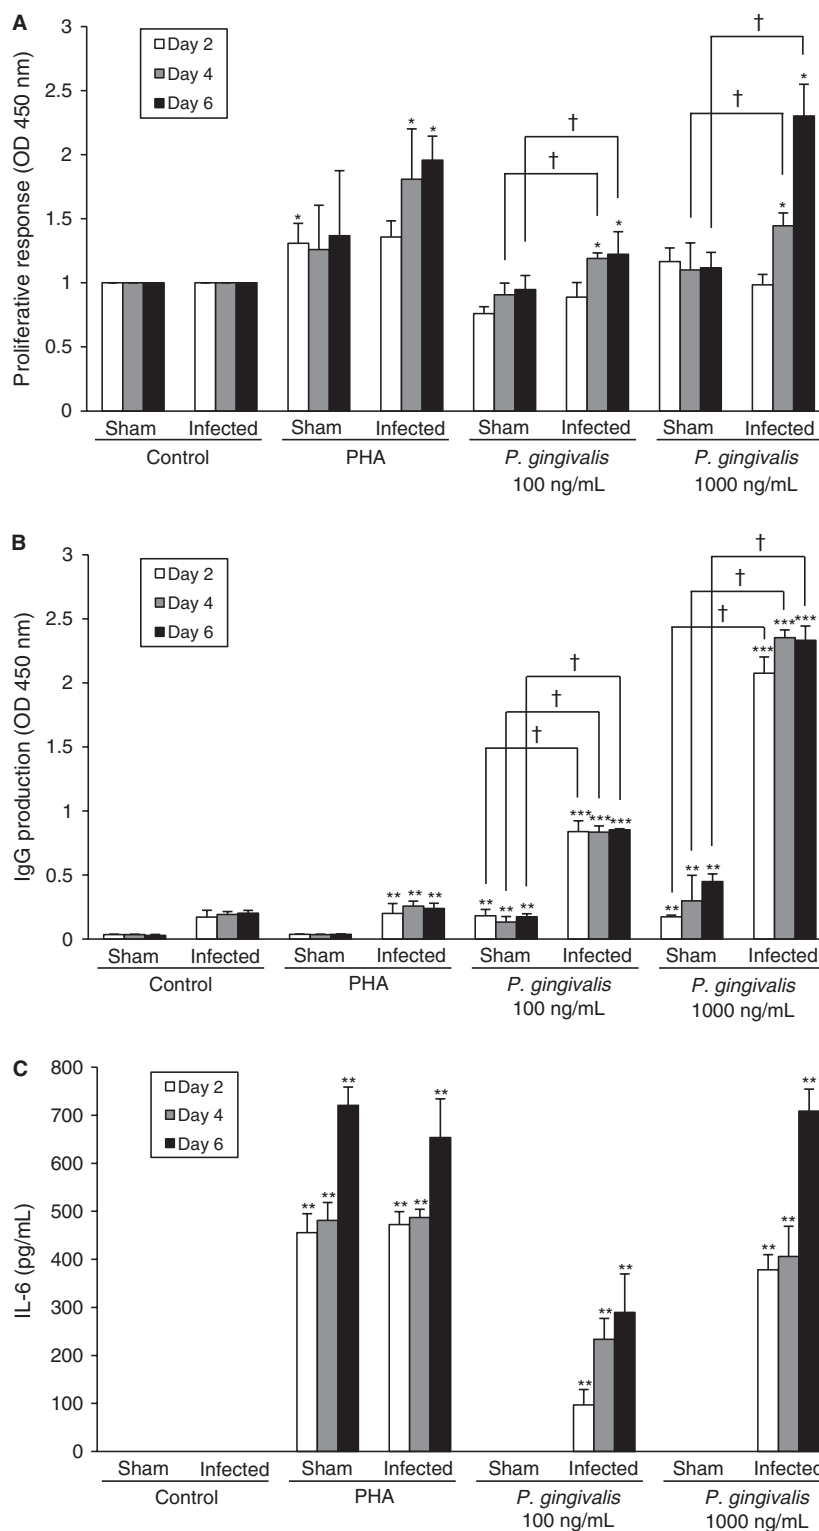 A
Proliferative response (OD 450 nm)
3
2.5
2
1.5
1
0.5
0
Day 2
Day 4
Day 6
*
* *
† †
* *
† †
* *
Sham Infected Sham Infected Sham Infected Sham Infected
Control PHA P. gingivalis P. gingivalis
100 ng/mL 1000 ng/mL
B
IgG production (OD 450 nm)
3
2.5
2
1.5
1
0.5
0
Day 2
Day 4
Day 6
** ** **
** ** **
† † †
*** *** ***
** ** **
† † †
*** *** ***
Sham Infected Sham Infected Sham Infected Sham Infected
Control PHA P. gingivalis P. gingivalis
100 ng/mL 1000 ng/mL
C
IL-6 (pg/mL)
800
700
600
500
400
300
200
100
0
Day 2
Day 4
Day 6
** ** **
** ** **
** ** **
** ** **
Sham Infected Sham Infected Sham Infected Sham Infected
Control PHA P. gingivalis P. gingivalis
100 ng/mL 1000 ng/mL